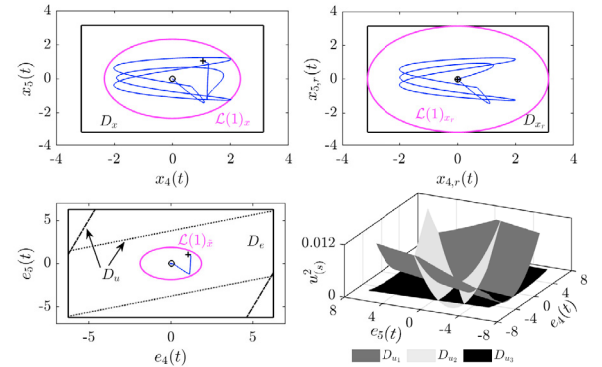 4
2
0
-2
-4
-4 -2 0 2 4
x₅(t)
x₄(t)
Dₓ
ℒ(1)ₓ
4
2
0
-2
-4
-4 -2 0 2 4
x₅,ᵣ(t)
x₄,ᵣ(t)
ℒ(1)ₓᵣ
Dₓᵣ
5
0
-5
-5 0 5
e₅(t)
e₄(t)
ℒ(1)ₓ̃
Dₑ
Dᵤ
0.012
0
u²₍ₛ₎
8 4 0 -4 -8
e₅(t)
-8 -4 0 4 8
e₄(t)
Dᵤ₁ Dᵤ₂ Dᵤ₃